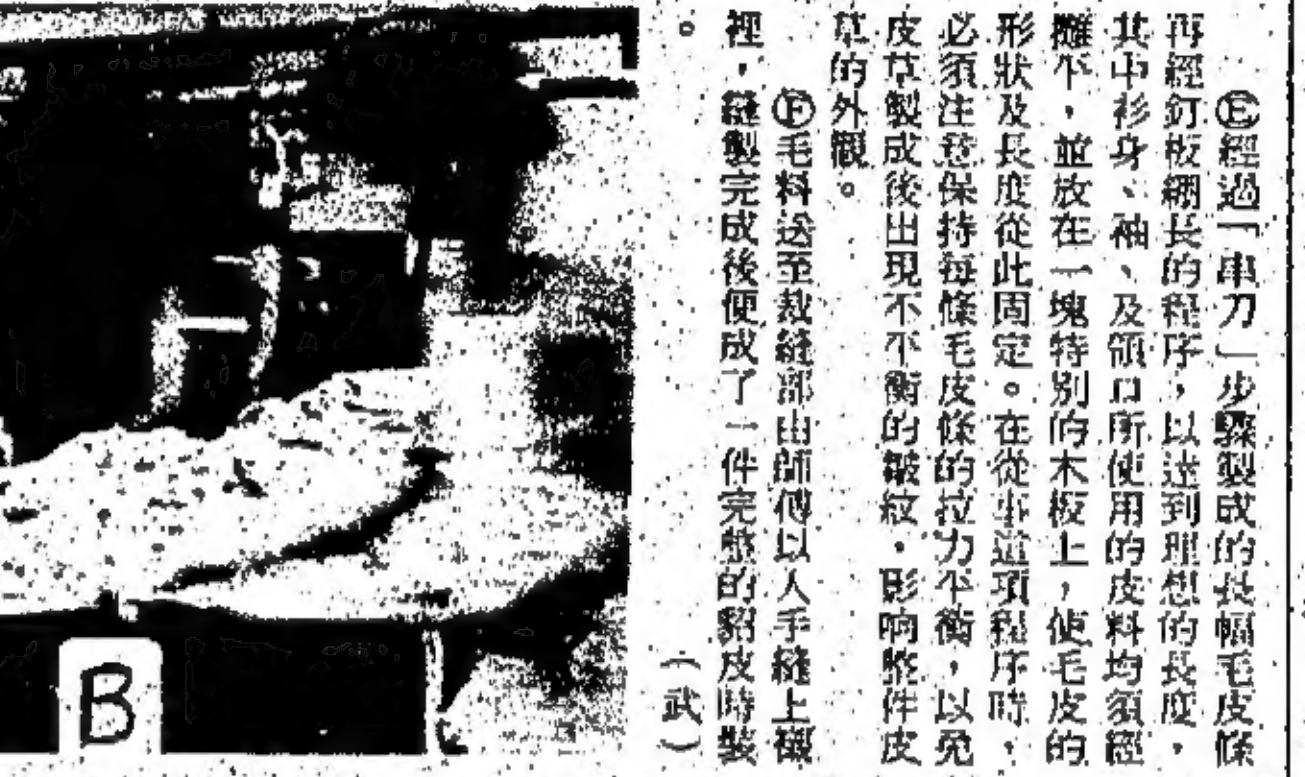 Ⓔ經過「串刀」步驟製成的長幅毛皮條
再經釘板綳長的程序，以達到理想的長度，
其中衫身、袖、及領口所使用的皮料均須經
雕不，並放在一塊特別的木板上，使毛皮的
形狀及長度從此固定。在從事這項程序時，
必須注意保持每條毛皮條的拉力平衡，以免
皮草製成後出現不平衡的皺紋，影响整件皮
草的外觀。
Ⓕ毛料送至裁縫部由師傅以人手縫上襯
裡，縫製完成後便成了一件完整的貂皮時裝
。
（武）
B